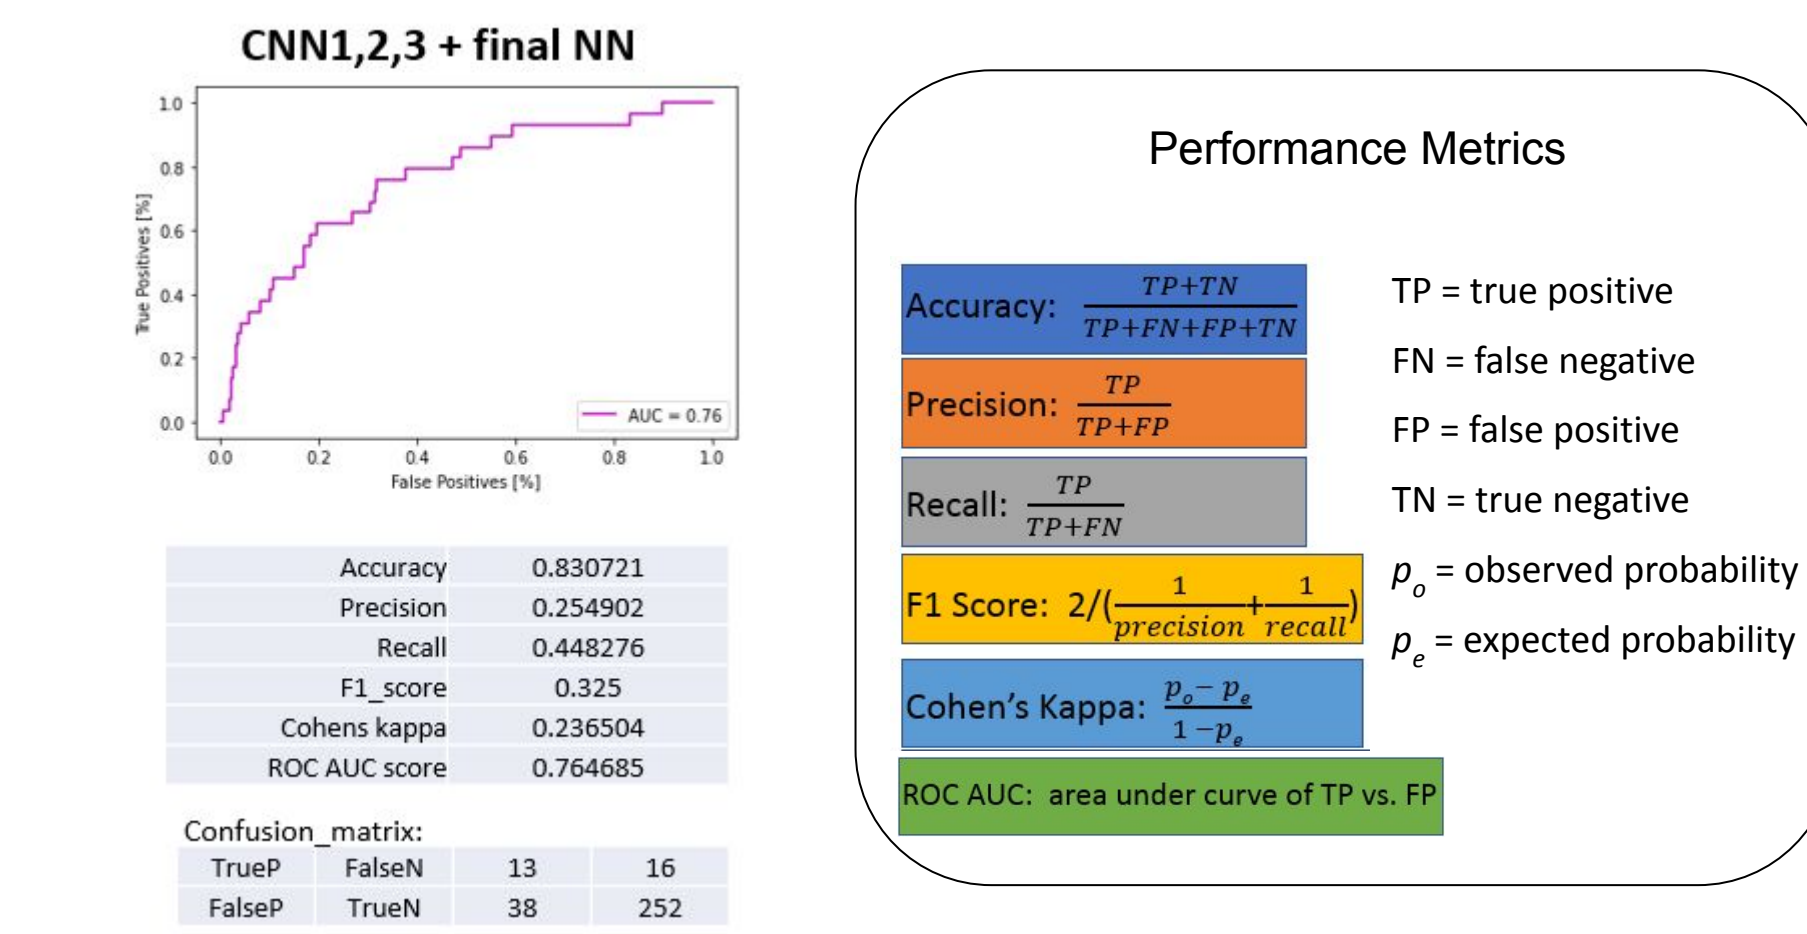 CNN1,2,3 + final NN
1.0
0.8
0.6
0.4
0.2
0.0
True Positives [%]
AUC = 0.76
0.0 0.2 0.4 0.6 0.8 1.0
False Positives [%]
Accuracy 0.830721
Precision 0.254902
Recall 0.448276
F1_score 0.325
Cohens kappa 0.236504
ROC AUC score 0.764685
Confusion_matrix:
TrueP FalseN 13 16
FalseP TrueN 38 252
Performance Metrics
Accuracy: TP+TN
TP+FN+FP+TN
Precision: TP
TP+FP
Recall: TP
TP+FN
F1 Score: 2/(1/precision+1/recall)
Cohen's Kappa: pₒ− pₑ
1 −pₑ
ROC AUC: area under curve of TP vs. FP
TP = true positive
FN = false negative
FP = false positive
TN = true negative
pₒ = observed probability
pₑ = expected probability